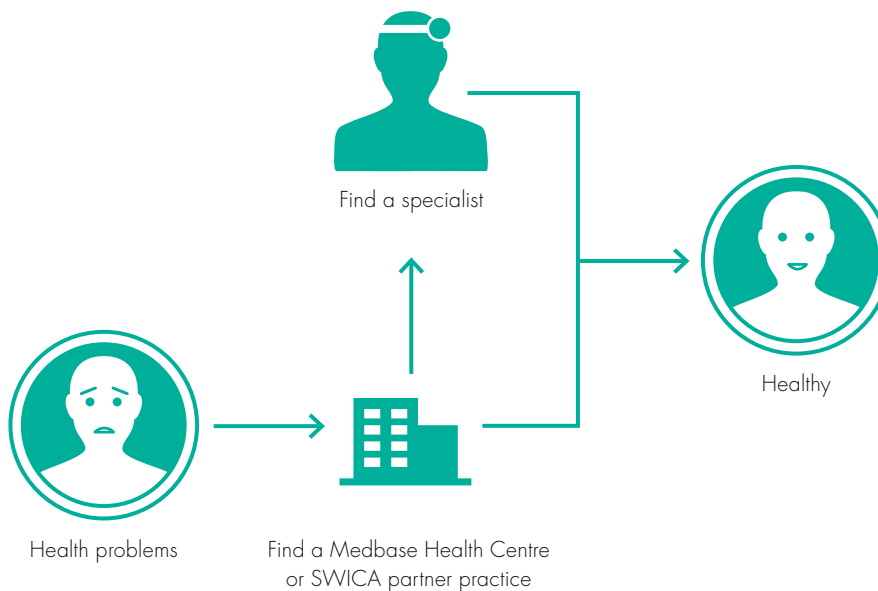 Find a specialist
Healthy
Health problems
Find a Medbase Health Centre
or SWICA partner practice